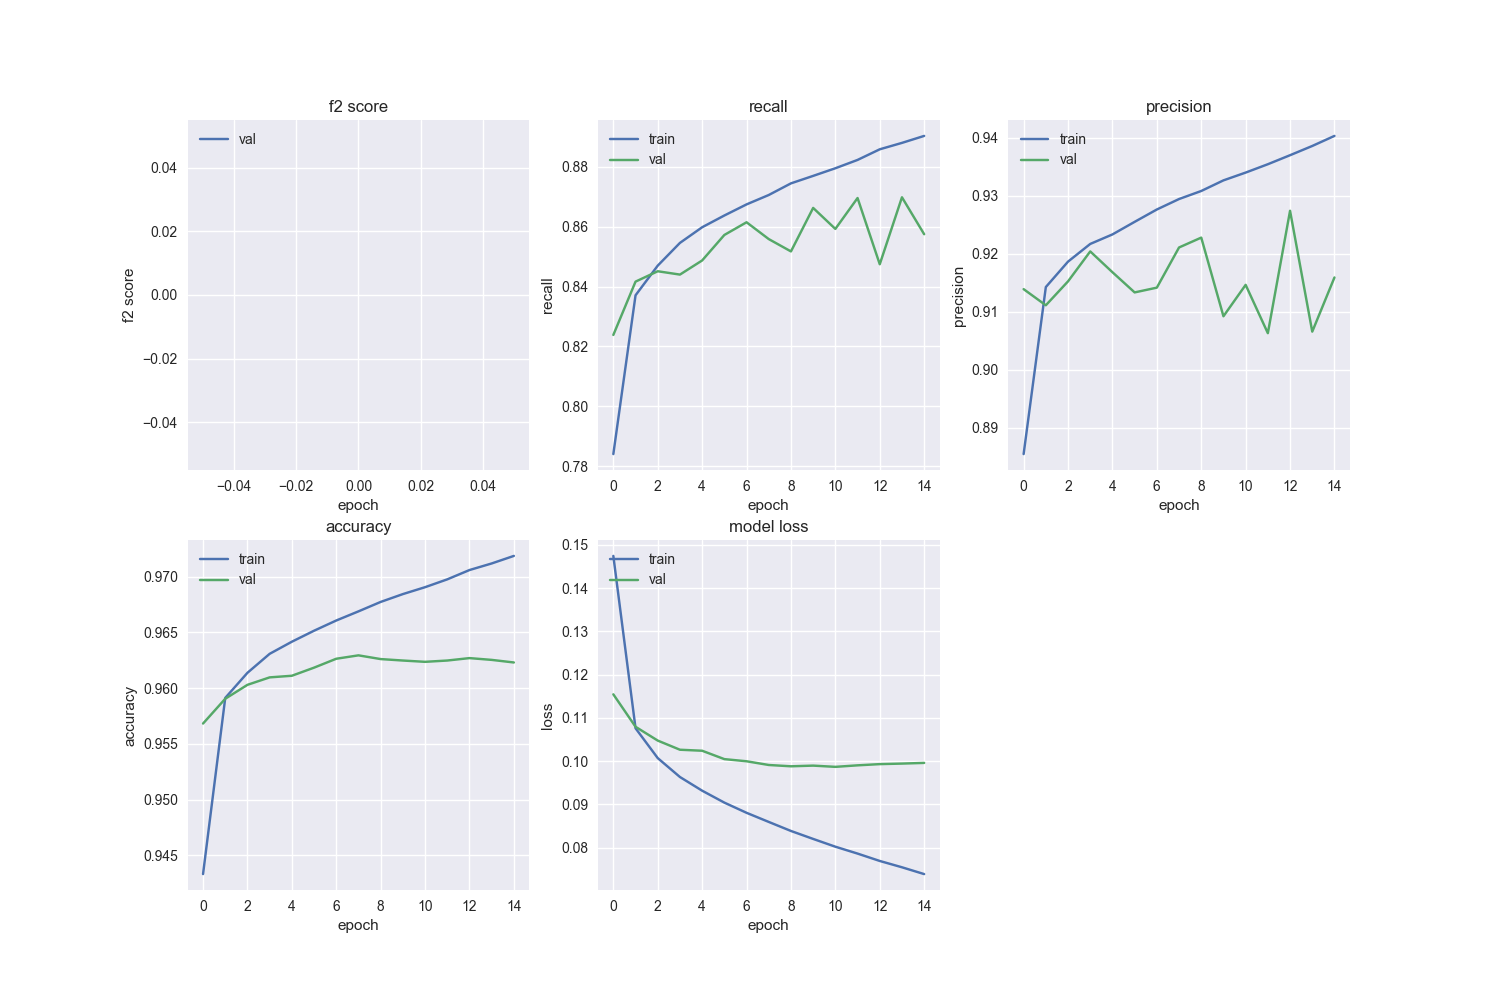 f2 score
val
0.04
0.02
0.00
−0.02
−0.04
f2 score
−0.04 −0.02 0.00 0.02 0.04
epoch
recall
train
val
0.88
0.86
0.84
0.82
0.80
0.78
recall
0 2 4 6 8 10 12 14
epoch
precision
train
val
0.94
0.93
0.92
0.91
0.90
0.89
precision
0 2 4 6 8 10 12 14
epoch
accuracy
train
val
0.970
0.965
0.960
0.955
0.950
0.945
accuracy
0 2 4 6 8 10 12 14
epoch
model loss
train
val
0.15
0.14
0.13
0.12
0.11
0.10
0.09
0.08
loss
0 2 4 6 8 10 12 14
epoch